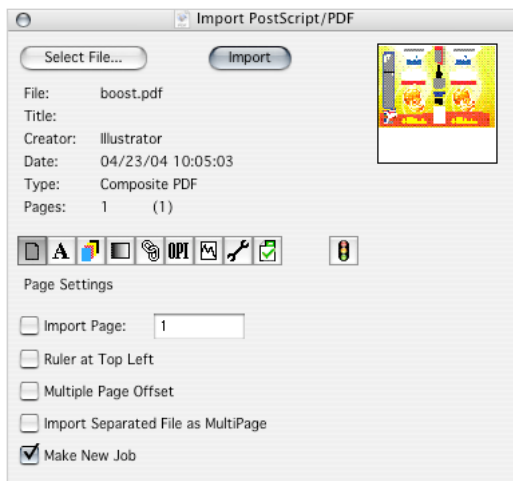 Import PostScript/PDF
Select File... Import
File: boost.pdf
Title:
Creator: Illustrator
Date: 04/23/04 10:05:03
Type: Composite PDF
Pages: 1 (1)
A OPI
Page Settings
Import Page: 1
Ruler at Top Left
Multiple Page Offset
Import Separated File as MultiPage
Make New Job